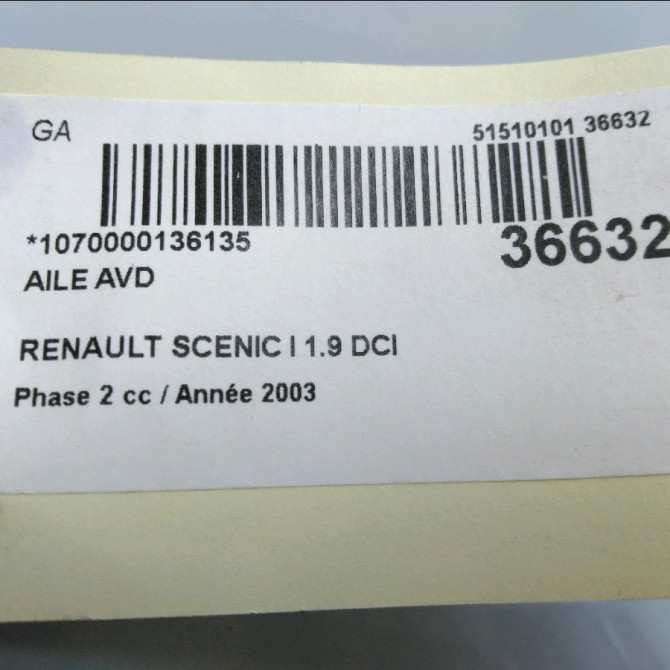 GA
51510101 36632
*1070000136135
36632
AILE AVD
RENAULT SCENIC I 1.9 DCI
Phase 2 cc / Année 2003